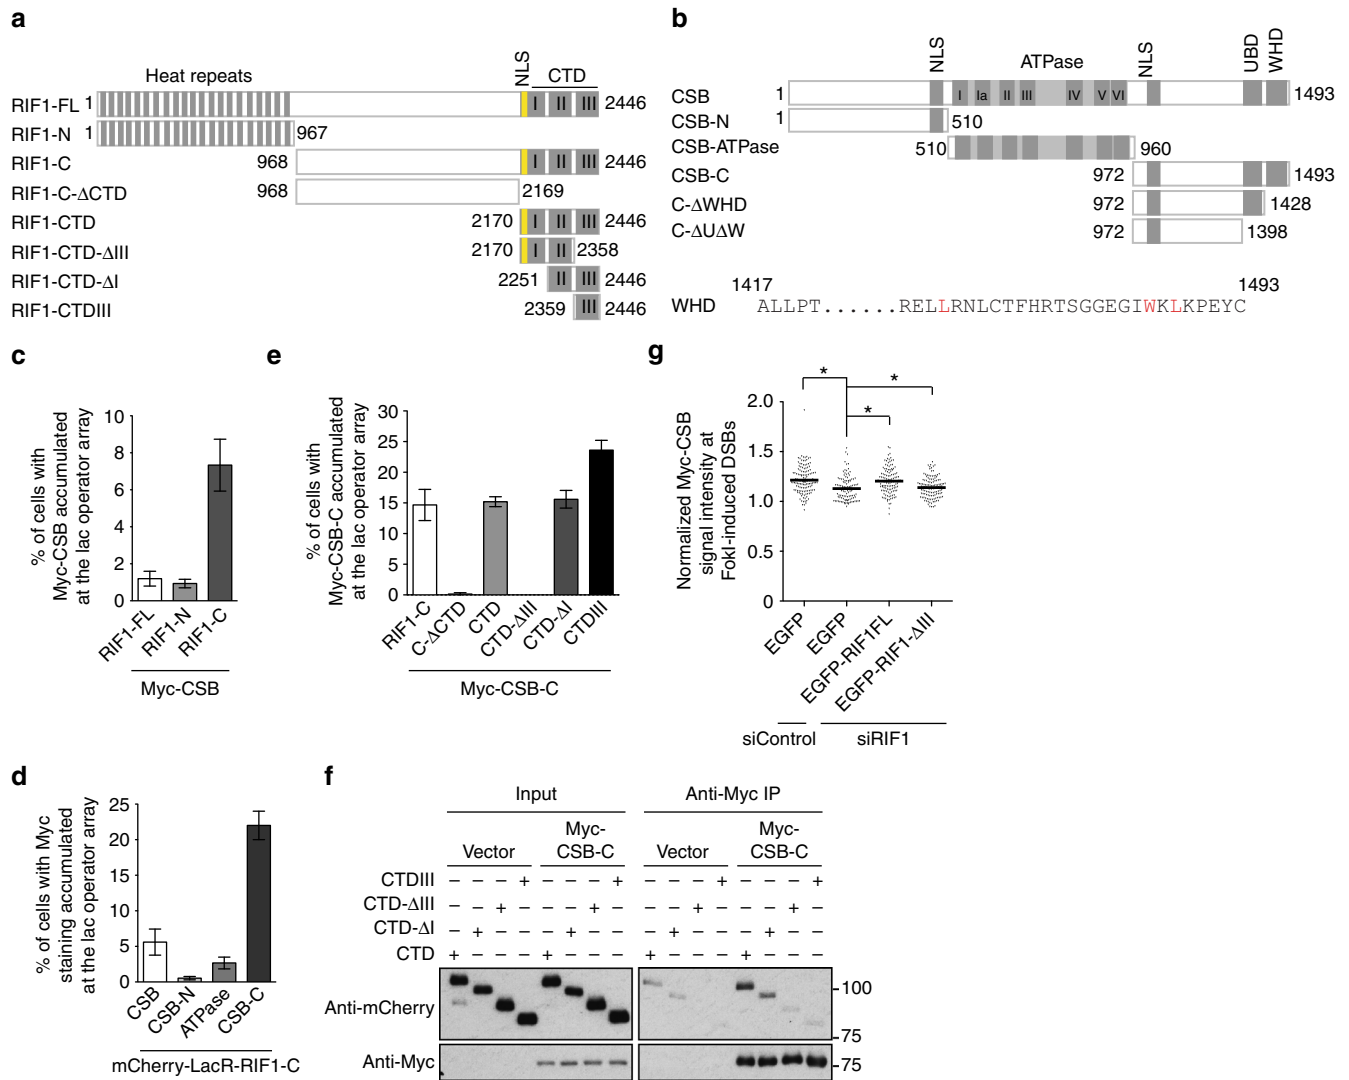 a
NLS
Heat repeats
CTD
RIF1-FL 1 I II III 2446
RIF1-N 1 967
RIF1-C 968 I II III 2446
RIF1-C-ΔCTD 968 2169
RIF1-CTD 2170 I II III 2446
RIF1-CTD-ΔIII 2170 I II 2358
RIF1-CTD-ΔI 2251 II III 2446
RIF1-CTDIII 2359 III 2446
b
NLS ATPase NLS UBD WHD
CSB 1 I Ia II III IV V VI 1493
CSB-N 1 510
CSB-ATPase 510 960
CSB-C 972 1493
C-ΔWHD 972 1428
C-ΔUΔW 972 1398
1417 1493
WHD ALLPT......RELLRNLCTFHRTSGGEGIWKLKPEYC
c
% of cells with
Myc-CSB accumulated
at the lac operator array
10
8
6
4
2
0
RIF1-FL
RIF1-N
RIF1-C
Myc-CSB
e
% of cells with
Myc-CSB-C accumulated
at the lac operator array
30
25
20
15
10
5
0
RIF1-C
C-ΔCTD
CTD
CTD-ΔIII
CTD-ΔI
CTDIII
Myc-CSB-C
g
Normalized Myc-CSB
signal intensity at
FokI-induced DSBs
2.0
1.5
1.0
0.5
0
* * *
EGFP
EGFP
EGFP-RIF1FL
EGFP-RIF1-ΔIII
siControl siRIF1
d
% of cells with Myc
staining accumulated
at the lac operator array
25
20
15
10
5
0
CSB
CSB-N
ATPase
CSB-C
mCherry-LacR-RIF1-C
f
Input Anti-Myc IP
Vector Myc-CSB-C Vector Myc-CSB-C
CTDIII − − − + − − − + − − − + − − − +
CTD-ΔIII − − + − − + − − + − − +
CTD-ΔI − + − + − + − +
CTD + + + +
Anti-mCherry
100
75
Anti-Myc
75